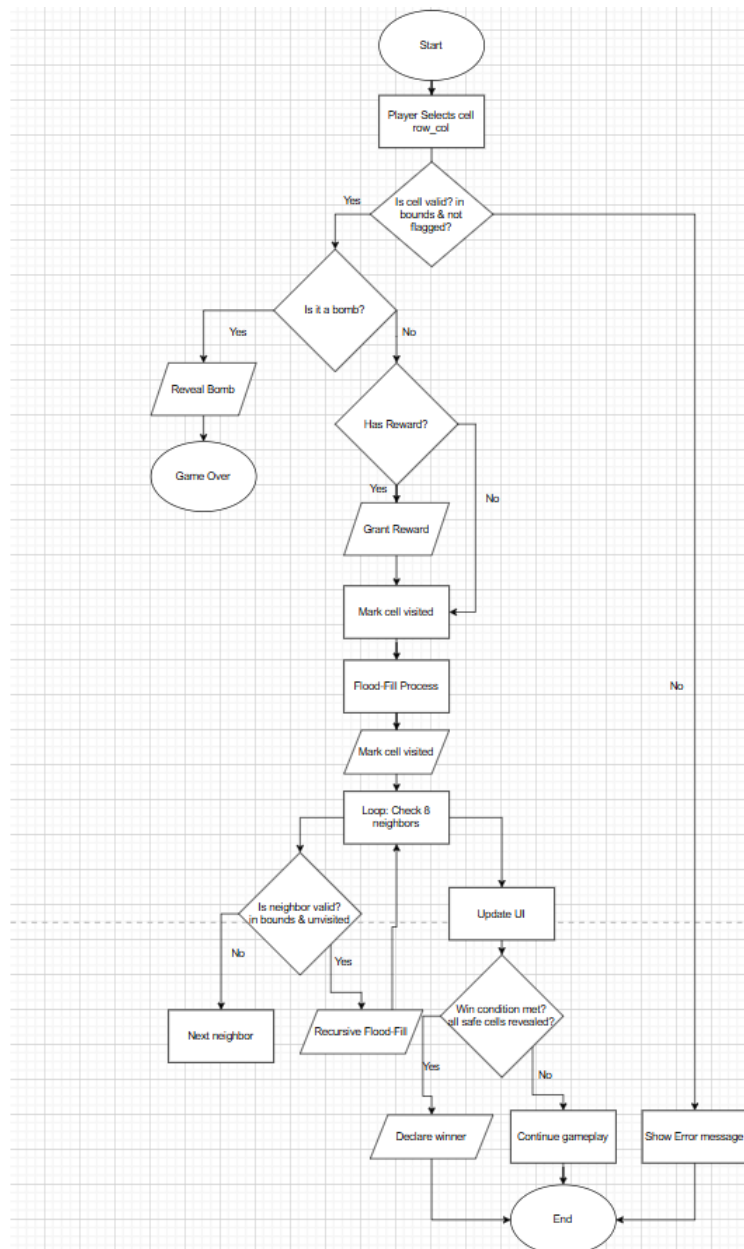 Start
Player Selects cell
row_col
Is cell valid? in
bounds & not
flagged?
Yes
Is it a bomb?
Yes
No
Reveal Bomb
Has Reward?
Game Over
Yes
No
Grant Reward
Mark cell visited
Flood-Fill Process
No
Mark cell visited
Loop: Check 8
neighbors
Is neighbor valid?
in bounds & unvisited
Update UI
No
Yes
Win condition met?
all safe cells revealed?
Next neighbor
Recursive Flood-Fill
Yes
No
Declare winner
Continue gameplay
Show Error message
End